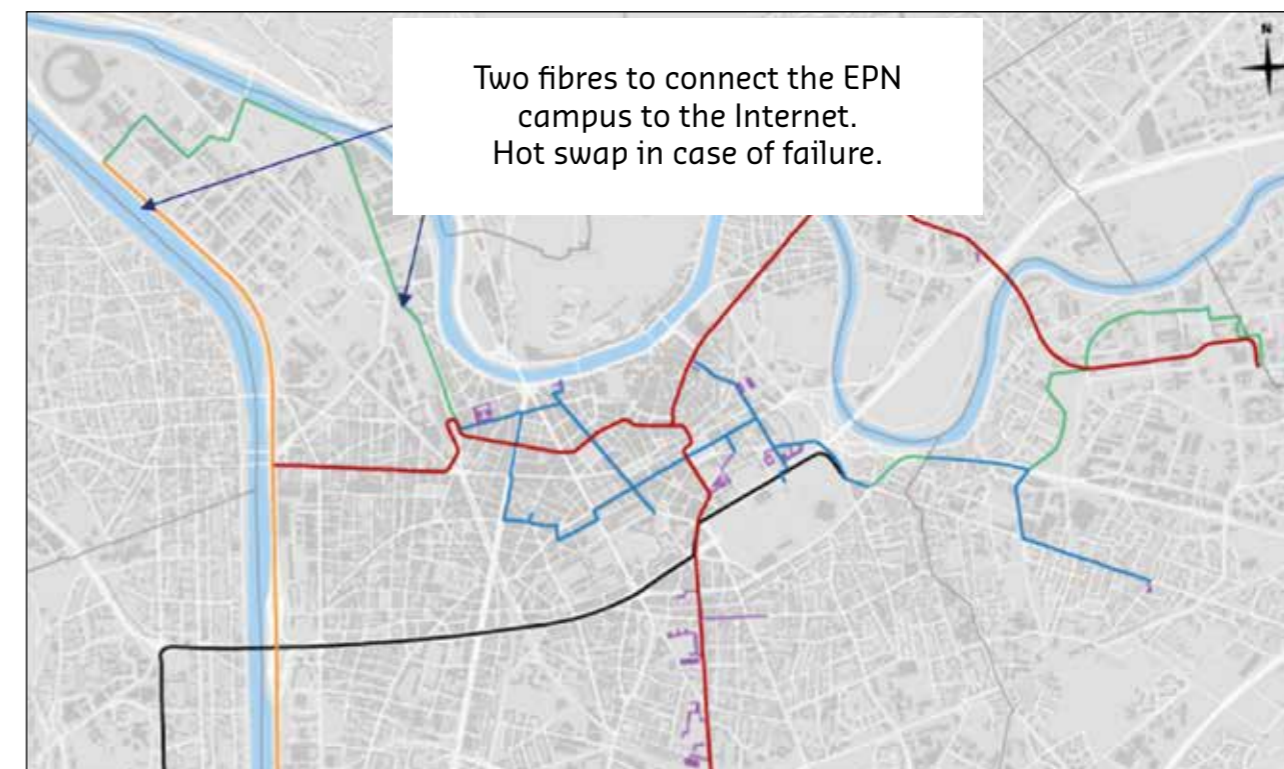 Two fibres to connect the EPN
campus to the Internet.
Hot swap in case of failure.
N